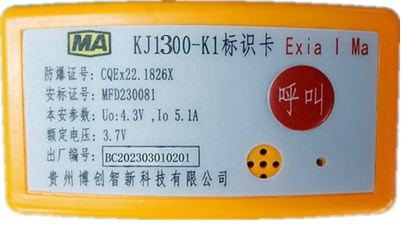 MA KJ1300-K1标识卡 Exia I Ma
防爆证号: CQEx22.1826X
安标证号: MFD230081
本安参数: Uo:4.3V ,Io 5.1A
额定电压: 3.7V
呼叫
出厂编号: BC202303010201
贵州博创智新科技有限公司